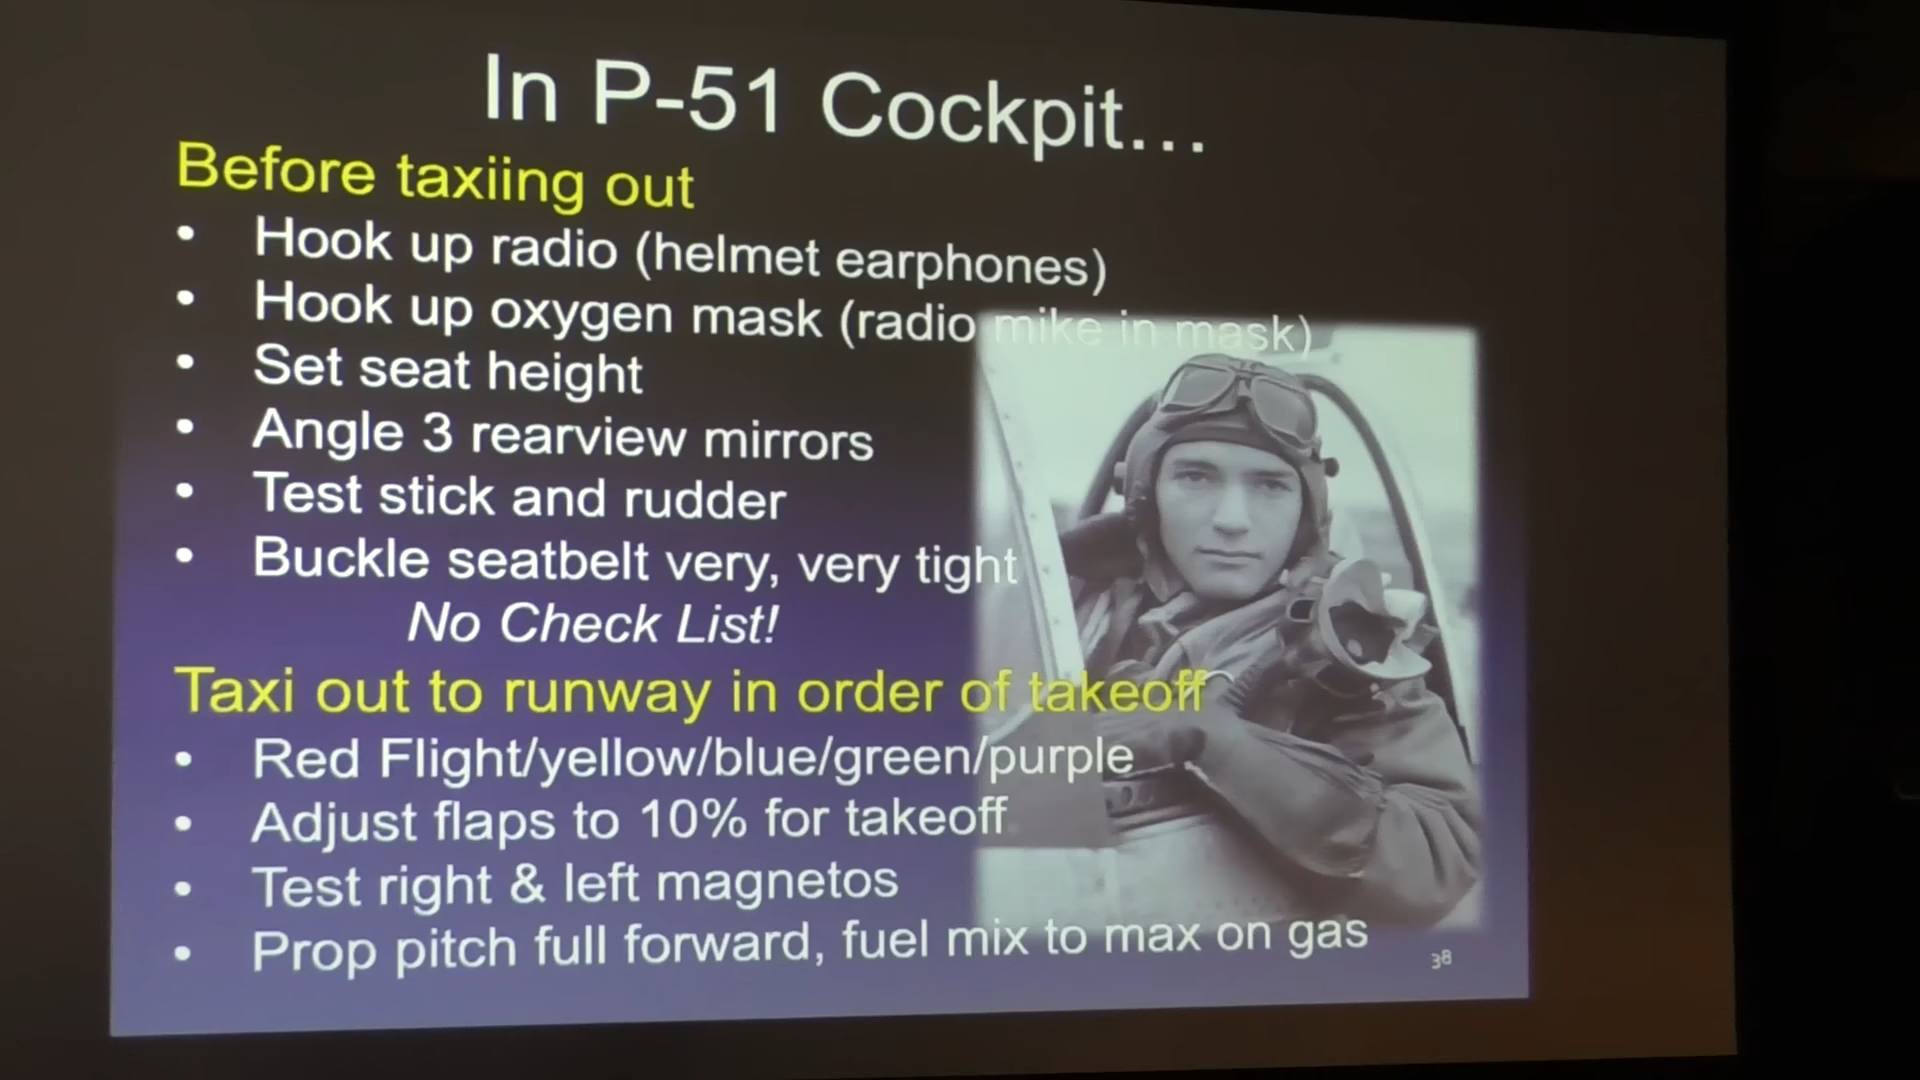 In P-51 Cockpit...
Before taxiing out
• Hook up radio (helmet earphones)
• Hook up oxygen mask (radio mike in mask)
• Set seat height
• Angle 3 rearview mirrors
• Test stick and rudder
• Buckle seatbelt very, very tight
No Check List!
Taxi out to runway in order of takeoff
• Red Flight/yellow/blue/green/purple
• Adjust flaps to 10% for takeoff
• Test right & left magnetos
• Prop pitch full forward, fuel mix to max on gas
38